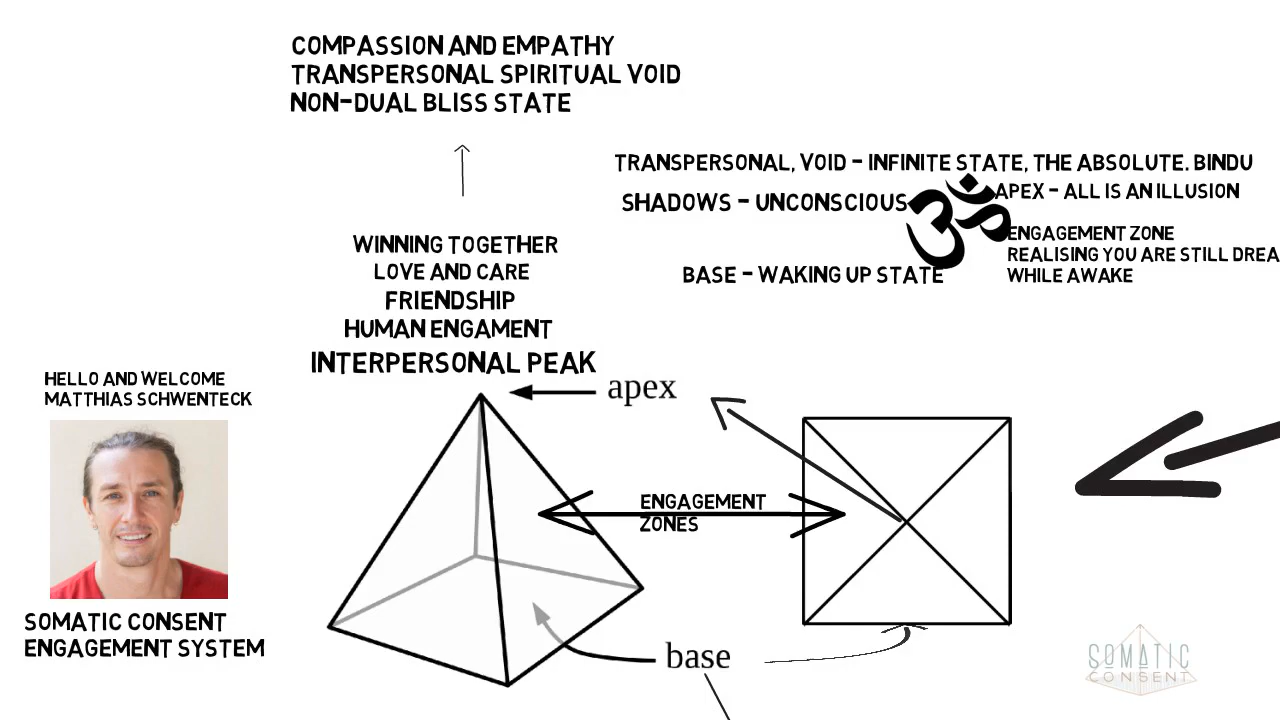 COMPASSION AND EMPATHY
TRANSPERSONAL SPIRITUAL VOID
NON-DUAL BLISS STATE
TRANSPERSONAL, VOID - INFINITE STATE, THE ABSOLUTE. BINDU
SHADOWS - UNCONSCIOUS
ॐ
APEX - ALL IS AN ILLUSION
ENGAGEMENT ZONE
REALISING YOU ARE STILL DREA
WHILE AWAKE
BASE - WAKING UP STATE
WINNING TOGETHER
LOVE AND CARE
FRIENDSHIP
HUMAN ENGAMENT
INTERPERSONAL PEAK
apex
HELLO AND WELCOME
MATTHIAS SCHWENTECK
ENGAGEMENT
ZONES
SOMATIC CONSENT
ENGAGEMENT SYSTEM
base
SOMATIC
CONSENT